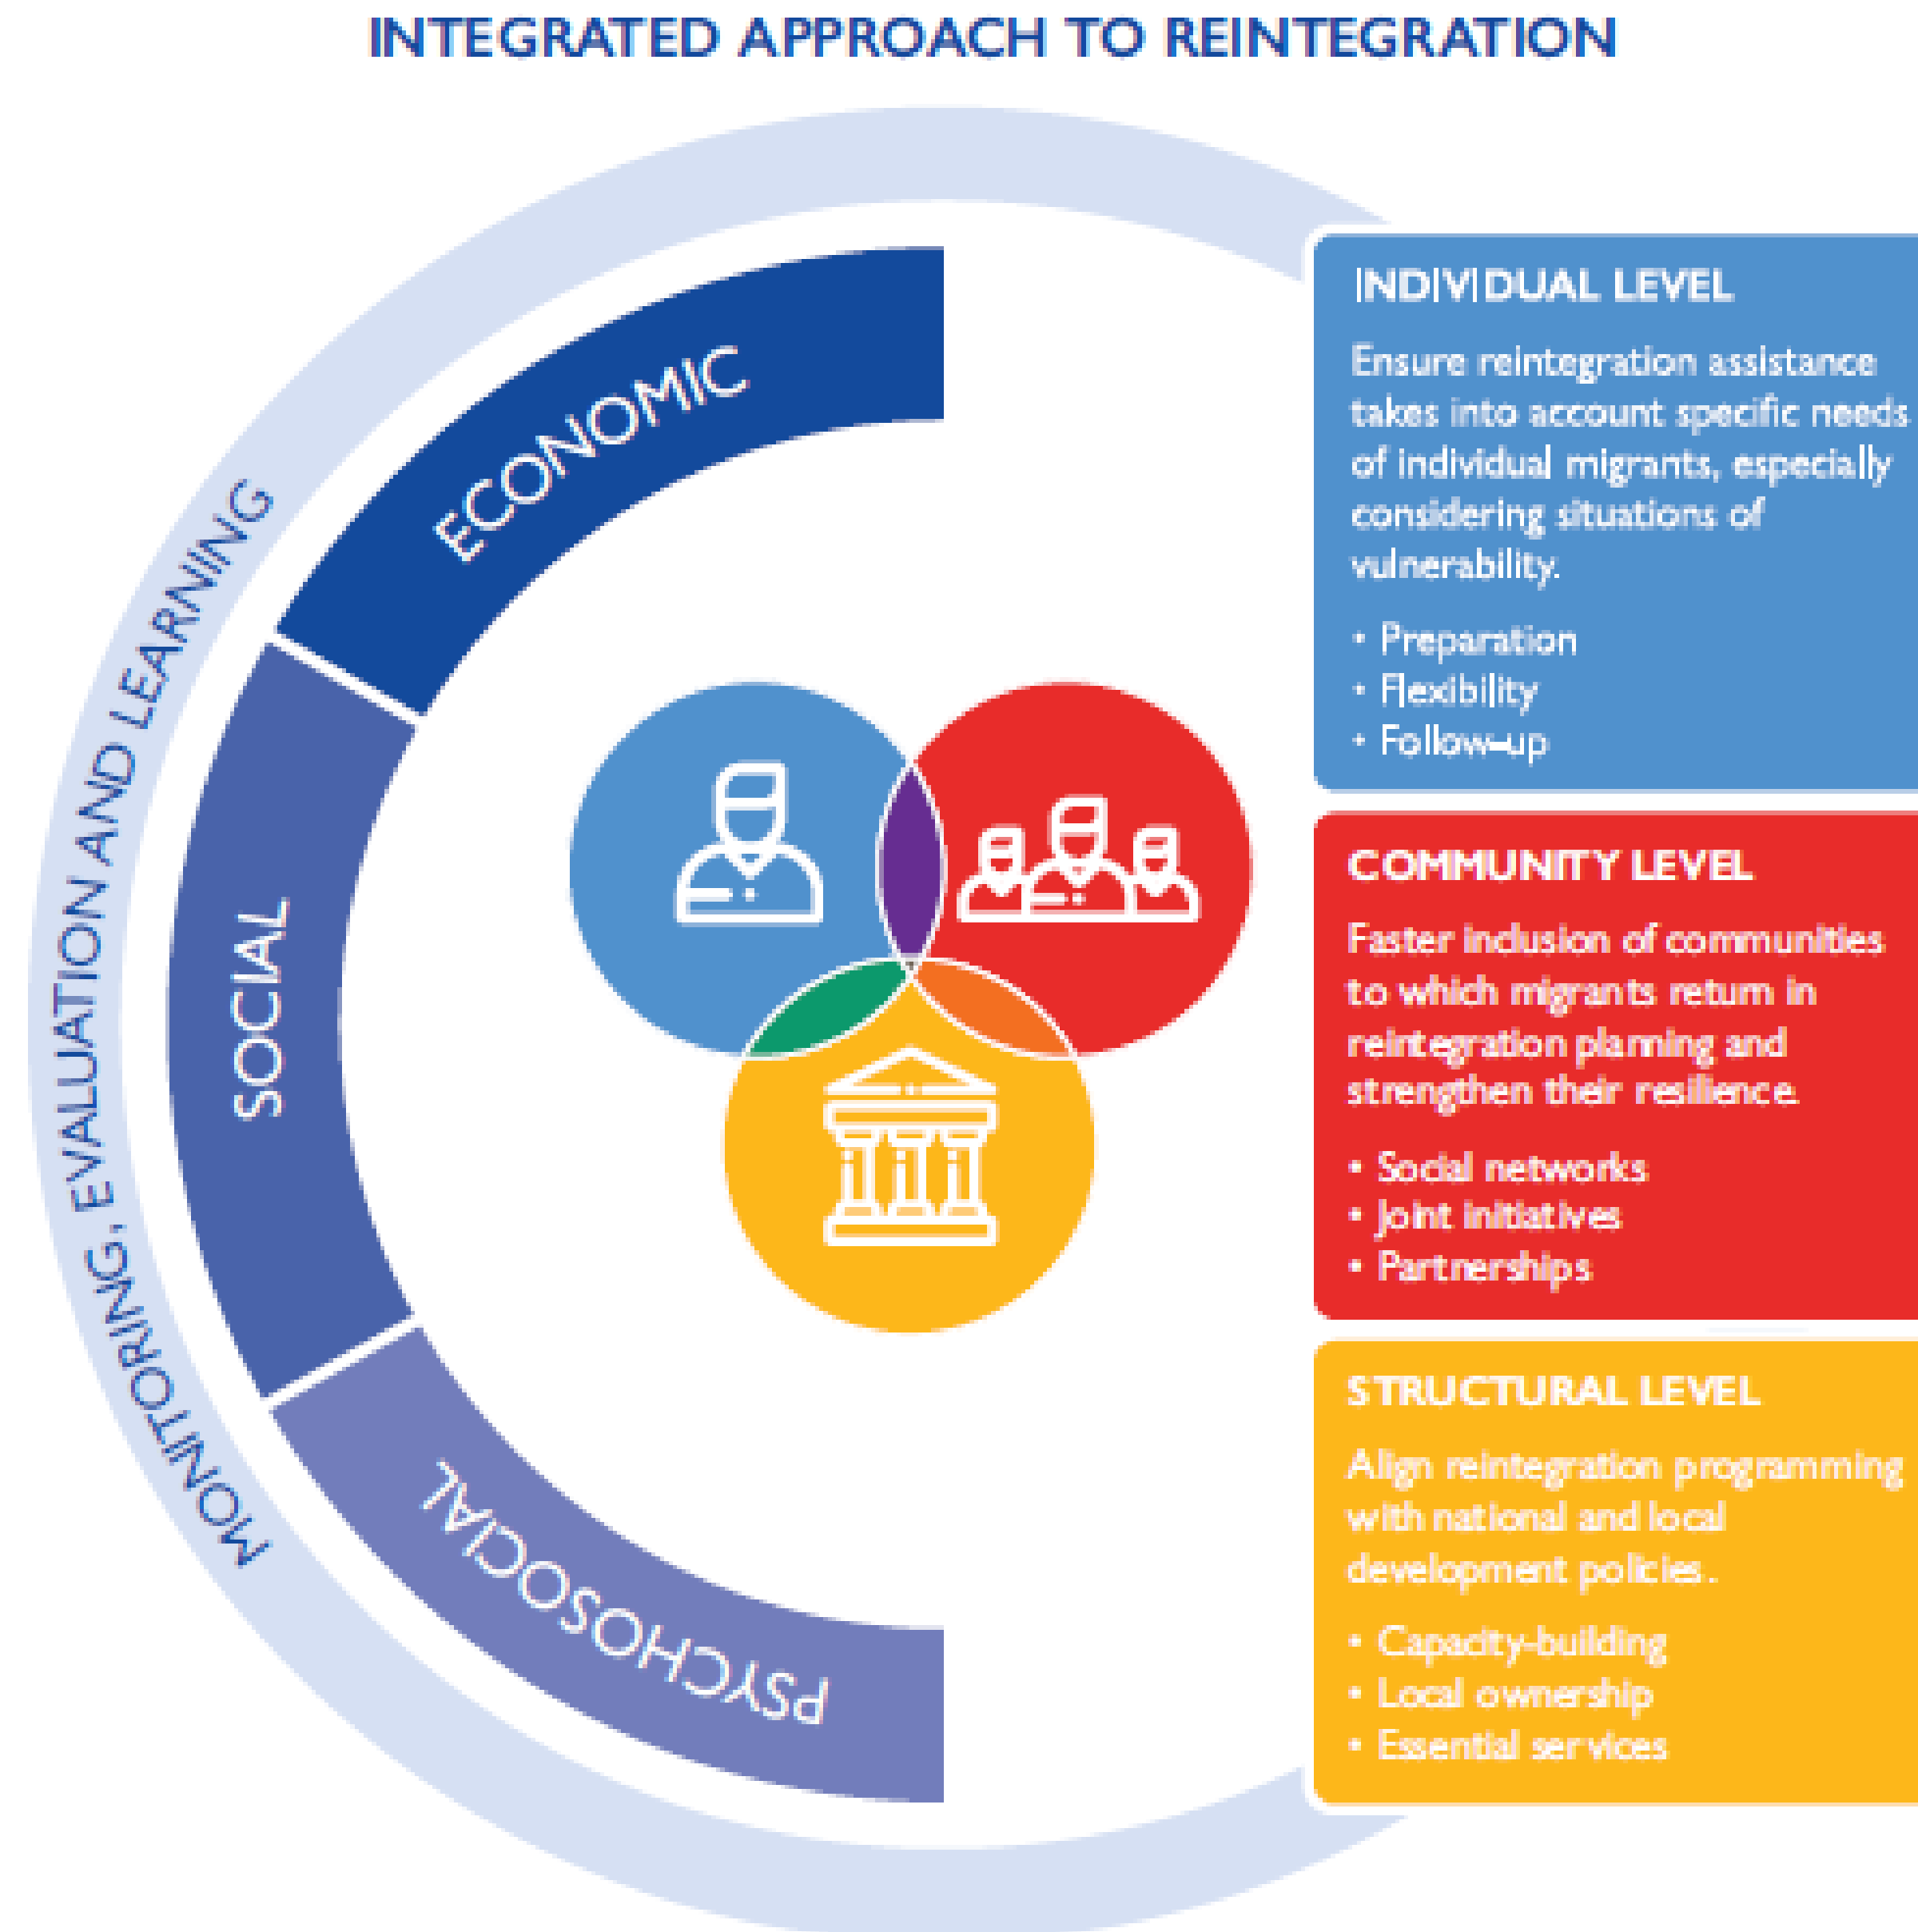 INTEGRATED APPROACH TO REINTEGRATION
MONITORING, EVALUATION AND LEARNING
ECONOMIC
SOCIAL
PSYCHOSOCIAL
INDIVIDUAL LEVEL
Ensure reintegration assistance
takes into account specific needs
of individual migrants, especially
considering situations of
vulnerability.
• Preparation
• Flexibility
• Follow-up
COMMUNITY LEVEL
Faster inclusion of communities
to which migrants return in
reintegration planning and
strengthen their resilience.
• Social networks
• Joint initiatives
• Partnerships
STRUCTURAL LEVEL
Align reintegration programming
with national and local
development policies.
• Capacity-building
• Local ownership
• Essential services